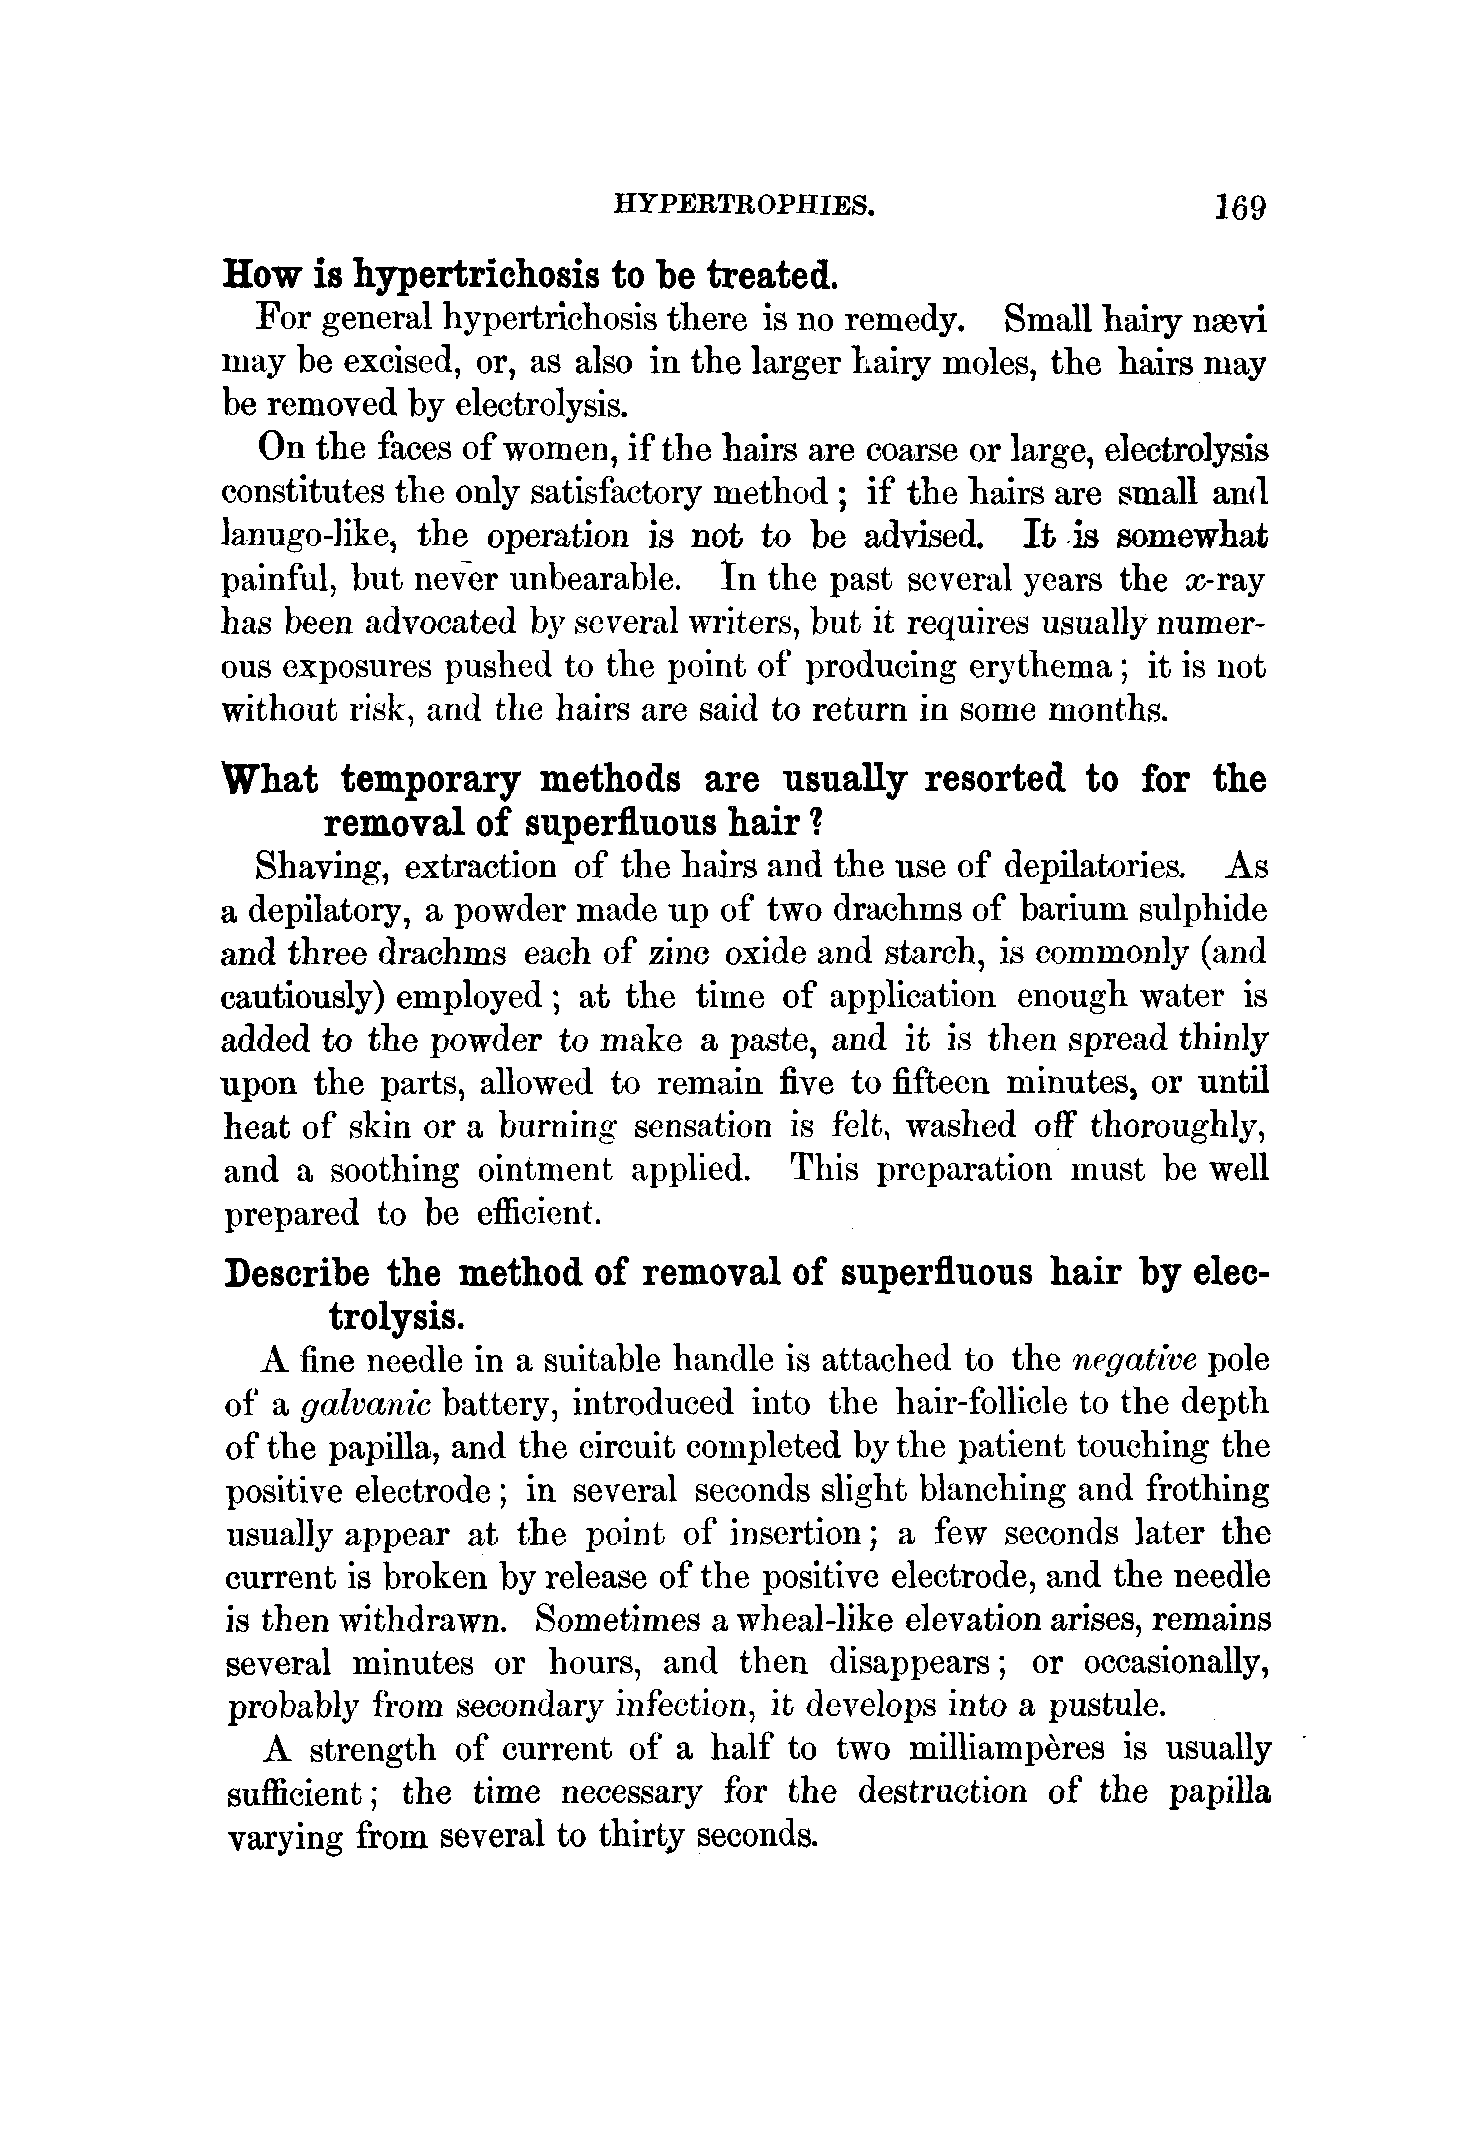 HYPERTROPHIES. 169
How is hypertrichosis to be treated.
For general hypertrichosis there is no remedy. Small hairy nævi
may be excised, or, as also in the larger hairy moles, the hairs may
be removed by electrolysis.
On the faces of women, if the hairs are coarse or large, electrolysis
constitutes the only satisfactory method ; if the hairs are small and
lanugo-like, the operation is not to be advised. It is somewhat
painful, but never unbearable. In the past several years the x-ray
has been advocated by several writers, but it requires usually numer-
ous exposures pushed to the point of producing erythema ; it is not
without risk, and the hairs are said to return in some months.
What temporary methods are usually resorted to for the
removal of superfluous hair ?
Shaving, extraction of the hairs and the use of depilatories. As
a depilatory, a powder made up of two drachms of barium sulphide
and three drachms each of zinc oxide and starch, is commonly (and
cautiously) employed ; at the time of application enough water is
added to the powder to make a paste, and it is then spread thinly
upon the parts, allowed to remain five to fifteen minutes, or until
heat of skin or a burning sensation is felt, washed off thoroughly,
and a soothing ointment applied. This preparation must be well
prepared to be efficient.
Describe the method of removal of superfluous hair by elec-
trolysis.
A fine needle in a suitable handle is attached to the negative pole
of a galvanic battery, introduced into the hair-follicle to the depth
of the papilla, and the circuit completed by the patient touching the
positive electrode ; in several seconds slight blanching and frothing
usually appear at the point of insertion ; a few seconds later the
current is broken by release of the positive electrode, and the needle
is then withdrawn. Sometimes a wheal-like elevation arises, remains
several minutes or hours, and then disappears ; or occasionally,
probably from secondary infection, it develops into a pustule.
A strength of current of a half to two milliampères is usually
sufficient ; the time necessary for the destruction of the papilla
varying from several to thirty seconds.